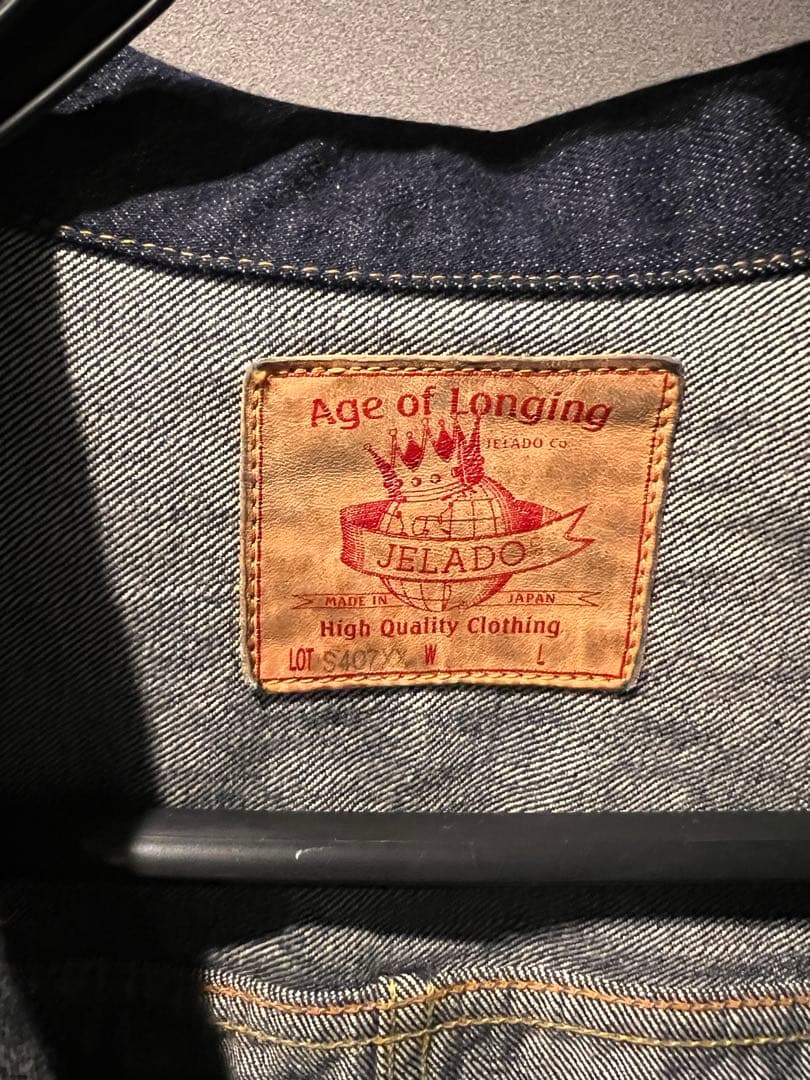 Age of Longing
JELADO CO.
JELADO
MADE IN JAPAN
High Quality Clothing
LOT S407XX W L